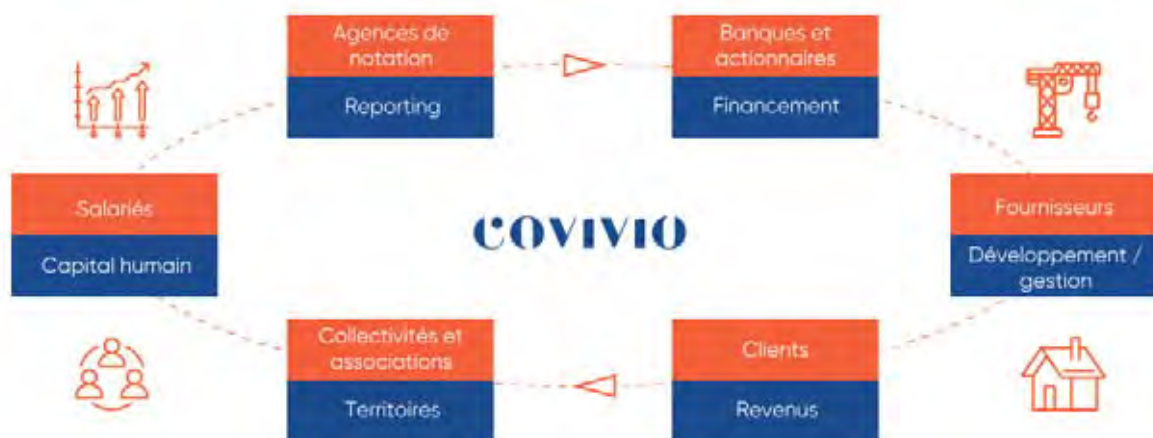 Agences de
notation
Reporting
Banques et
actionnaires
Financement
Salariés
Capital humain
COVIVIO
Fournisseurs
Développement /
gestion
Collectivités et
associations
Territoires
Clients
Revenus